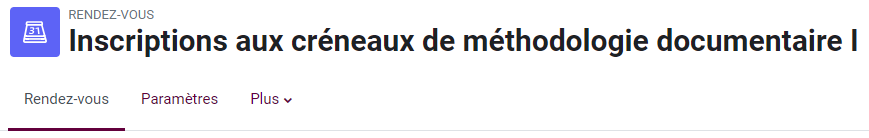 RENDEZ-VOUS
31
Inscriptions aux créneaux de méthodologie documentaire I
Rendez-vous Paramètres Plus